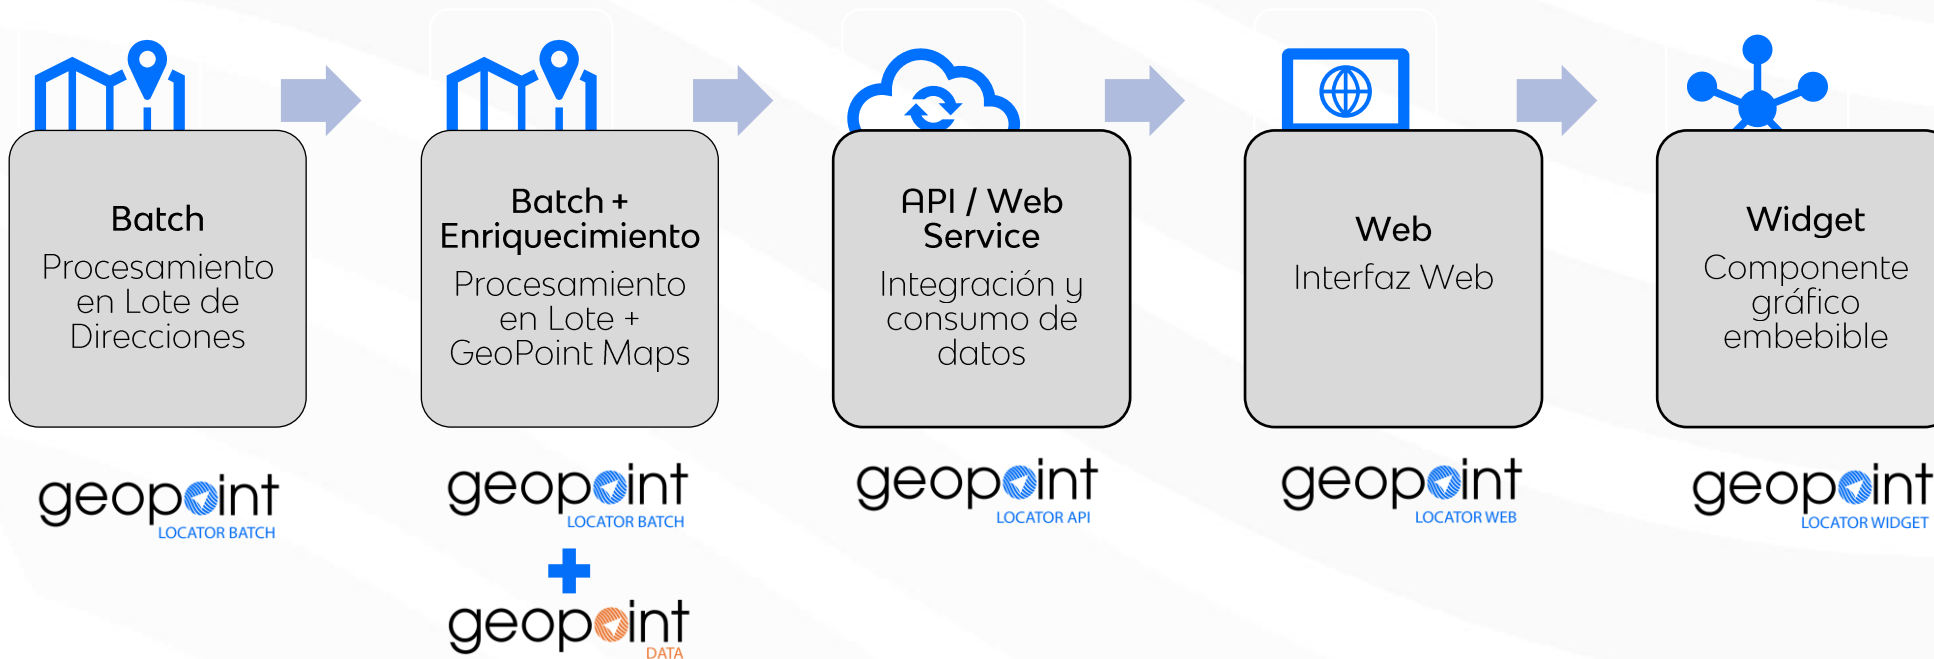 Batch
Procesamiento
en Lote de
Direcciones
geopoint
LOCATOR BATCH
Batch +
Enriquecimiento
Procesamiento
en Lote +
GeoPoint Maps
geopoint
LOCATOR BATCH
geopoint
DATA
API / Web
Service
Integración y
consumo de
datos
geopoint
LOCATOR API
Web
Interfaz Web
geopoint
LOCATOR WEB
Widget
Componente
gráfico
embebible
geopoint
LOCATOR WIDGET